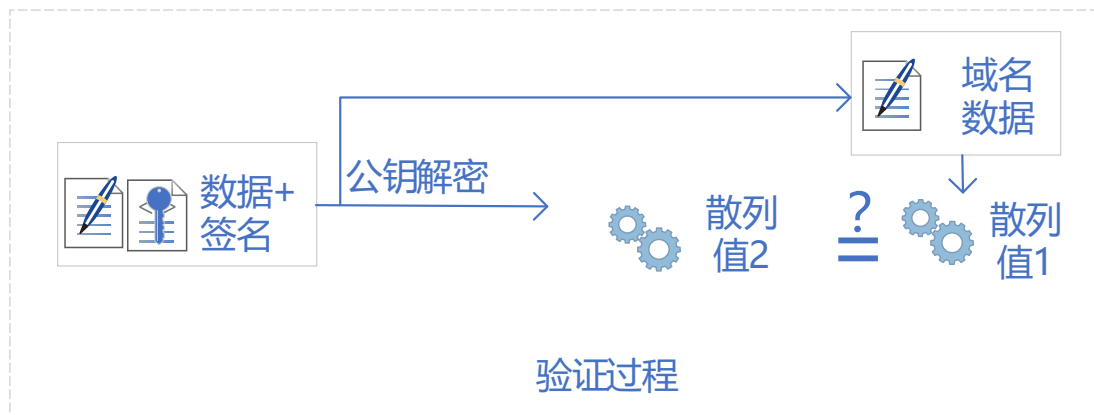 域名
数据
公钥解密
数据+
签名
散列
值2
?
=
散列
值1
验证过程